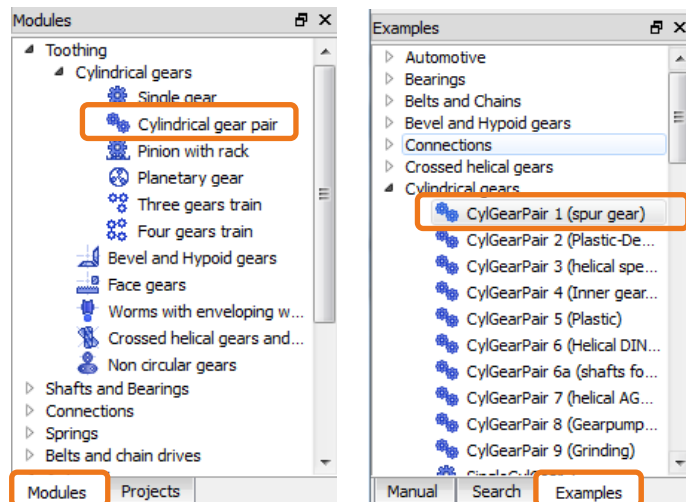 Modules
Toothing
Cylindrical gears
Single gear
Cylindrical gear pair
Pinion with rack
Planetary gear
Three gears train
Four gears train
Bevel and Hypoid gears
Face gears
Worms with enveloping w...
Crossed helical gears and...
Non circular gears
Shafts and Bearings
Connections
Springs
Belts and chain drives
Modules Projects
Examples
Automotive
Bearings
Belts and Chains
Bevel and Hypoid gears
Connections
Crossed helical gears
Cylindrical gears
CylGearPair 1 (spur gear)
CylGearPair 2 (Plastic-De...
CylGearPair 3 (helical spe...
CylGearPair 4 (Inner gear...
CylGearPair 5 (Plastic)
CylGearPair 6 (Helical DIN...
CylGearPair 6a (shafts fo...
CylGearPair 7 (helical AG...
CylGearPair 8 (Gearpump...
CylGearPair 9 (Grinding)
Manual Search Examples